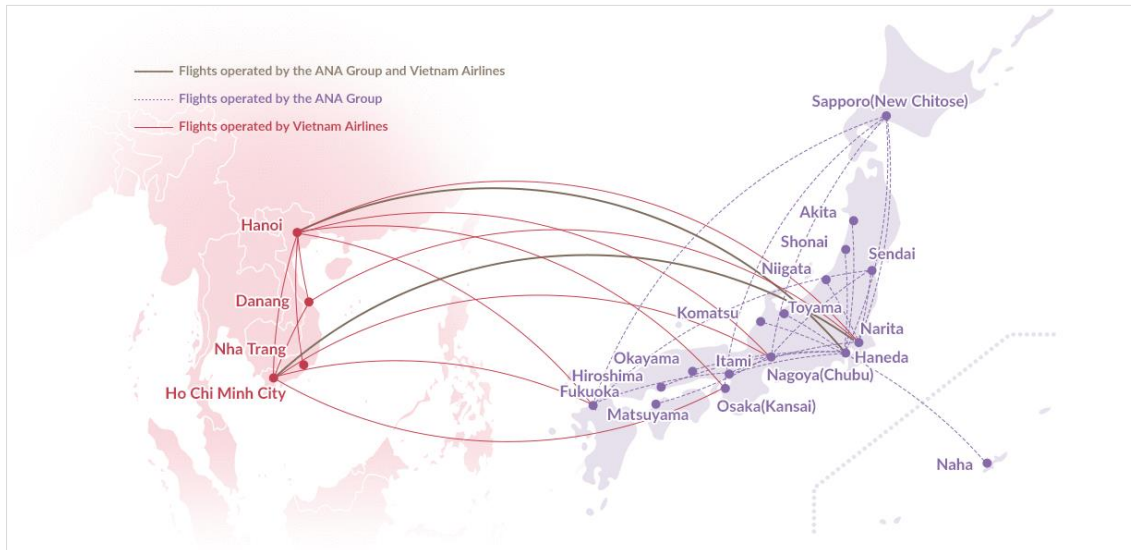 Flights operated by the ANA Group and Vietnam Airlines
Flights operated by the ANA Group
Flights operated by Vietnam Airlines
Sapporo(New Chitose)
Akita
Shonai
Sendai
Niigata
Hanoi
Danang
Komatsu
Toyama
Narita
Nha Trang
Okayama
Itami
Haneda
Hiroshima
Nagoya(Chubu)
Ho Chi Minh City
Fukuoka
Matsuyama
Osaka(Kansai)
Naha